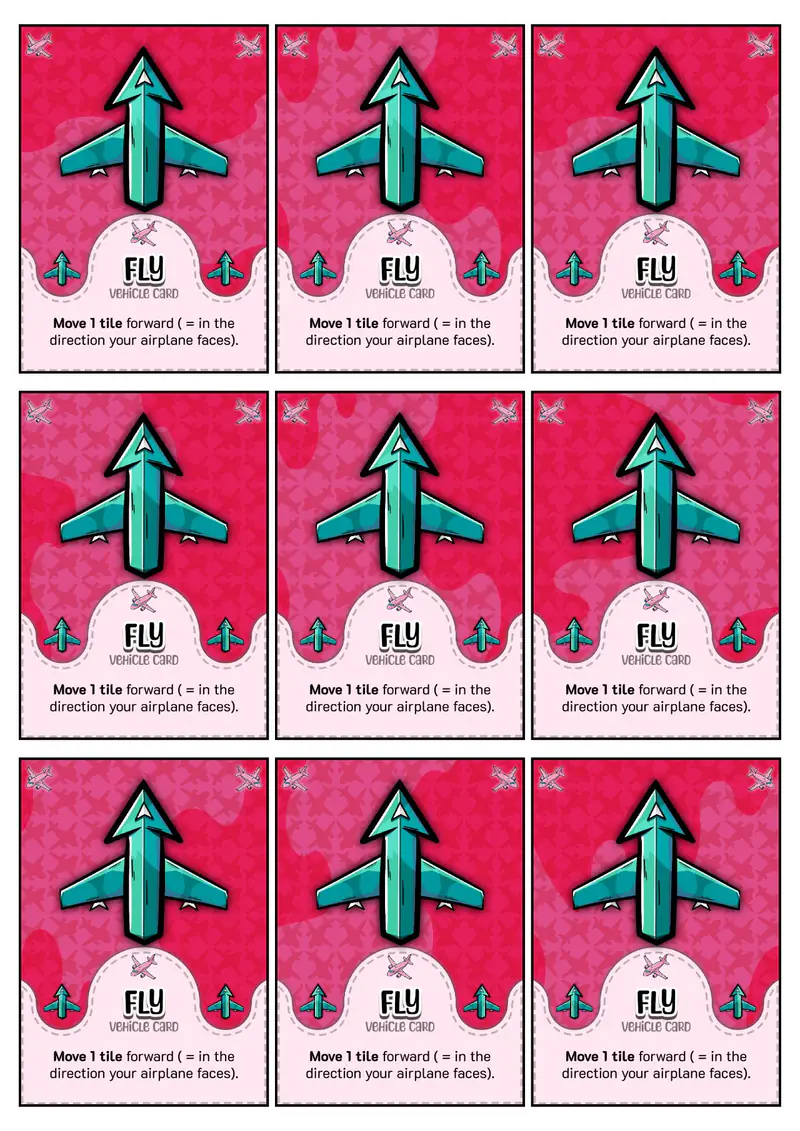 FLY
VEHICLE CARD
Move 1 tile forward ( = in the
direction your airplane faces).
FLY
VEHICLE CARD
Move 1 tile forward ( = in the
direction your airplane faces).
FLY
VEHICLE CARD
Move 1 tile forward ( = in the
direction your airplane faces).
FLY
VEHICLE CARD
Move 1 tile forward ( = in the
direction your airplane faces).
FLY
VEHICLE CARD
Move 1 tile forward ( = in the
direction your airplane faces).
FLY
VEHICLE CARD
Move 1 tile forward ( = in the
direction your airplane faces).
FLY
VEHICLE CARD
Move 1 tile forward ( = in the
direction your airplane faces).
FLY
VEHICLE CARD
Move 1 tile forward ( = in the
direction your airplane faces).
FLY
VEHICLE CARD
Move 1 tile forward ( = in the
direction your airplane faces).